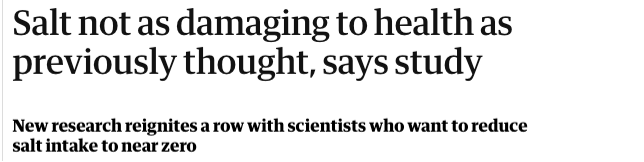 Salt not as damaging to health as
previously thought, says study
New research reignites a row with scientists who want to reduce
salt intake to near zero